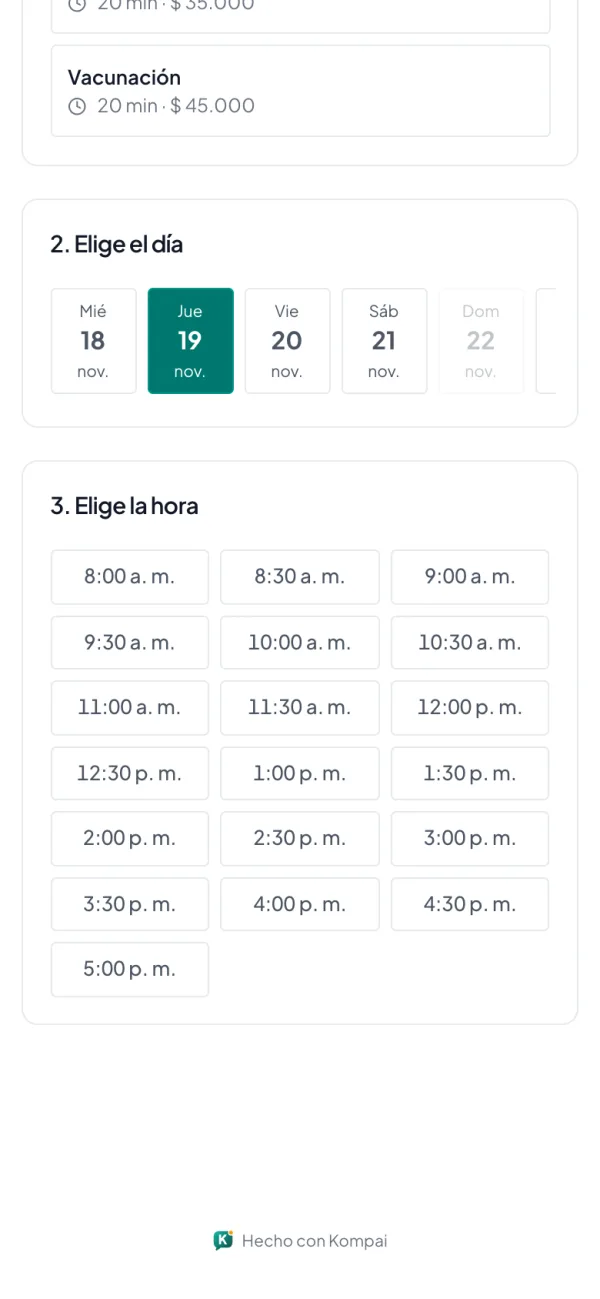 20 min · $ 35.000
Vacunación
20 min · $ 45.000
2. Elige el día
Mié Jue Vie Sáb Dom
18 19 20 21 22
nov. nov. nov. nov. nov.
3. Elige la hora
8:00 a. m. 8:30 a. m. 9:00 a. m.
9:30 a. m. 10:00 a. m. 10:30 a. m.
11:00 a. m. 11:30 a. m. 12:00 p. m.
12:30 p. m. 1:00 p. m. 1:30 p. m.
2:00 p. m. 2:30 p. m. 3:00 p. m.
3:30 p. m. 4:00 p. m. 4:30 p. m.
5:00 p. m.
K Hecho con Kompai